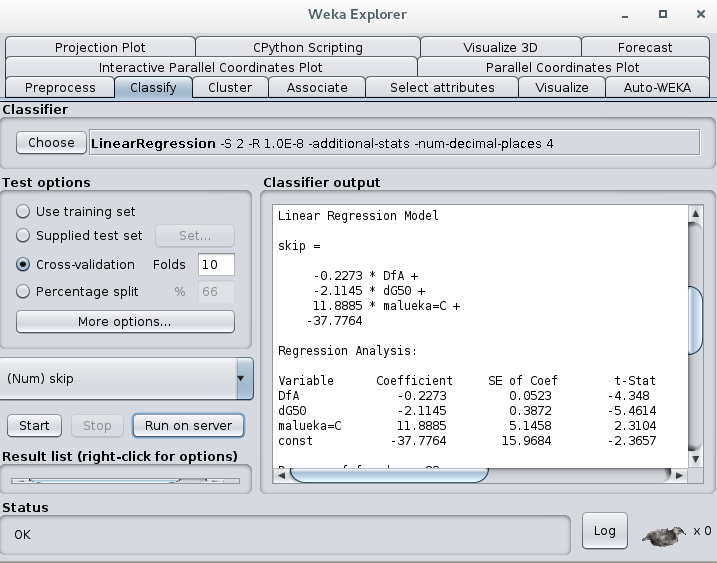 Weka Explorer
Projection Plot CPython Scripting Visualize 3D Forecast
Interactive Parallel Coordinates Plot Parallel Coordinates Plot
Preprocess Classify Cluster Associate Select attributes Visualize Auto-WEKA
Classifier
Choose LinearRegression -S 2 -R 1.0E-8 -additional-stats -num-decimal-places 4
Test options
Use training set
Supplied test set Set...
Cross-validation Folds 10
Percentage split % 66
More options...
(Num) skip
Start Stop Run on server
Result list (right-click for options)
Classifier output
Linear Regression Model
skip =
-0.2273 * DfA +
-2.1145 * dG50 +
11.8885 * malueka=C +
-37.7764
Regression Analysis:
Variable Coefficient SE of Coef t-Stat
DfA -0.2273 0.0523 -4.348
dG50 -2.1145 0.3872 -5.4614
malueka=C 11.8885 5.1458 2.3104
const -37.7764 15.9684 -2.3657
Status
OK
Log x 0